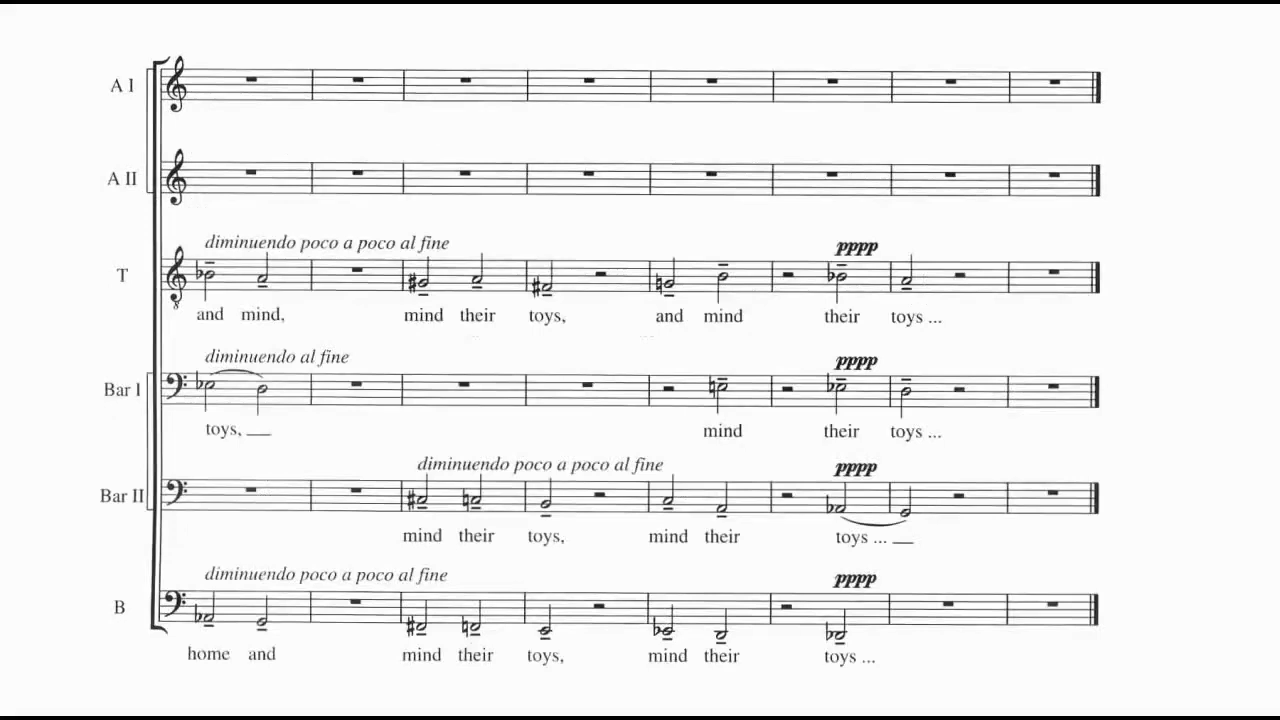 A I
A II
diminuendo poco a poco al fine
pppp
T
8
and mind, mind their toys, and mind their toys ...
diminuendo al fine
pppp
Bar I
toys, mind their toys ...
diminuendo poco a poco al fine
pppp
Bar II
mind their toys, mind their toys ...
diminuendo poco a poco al fine
pppp
B
home and mind their toys, mind their toys ...